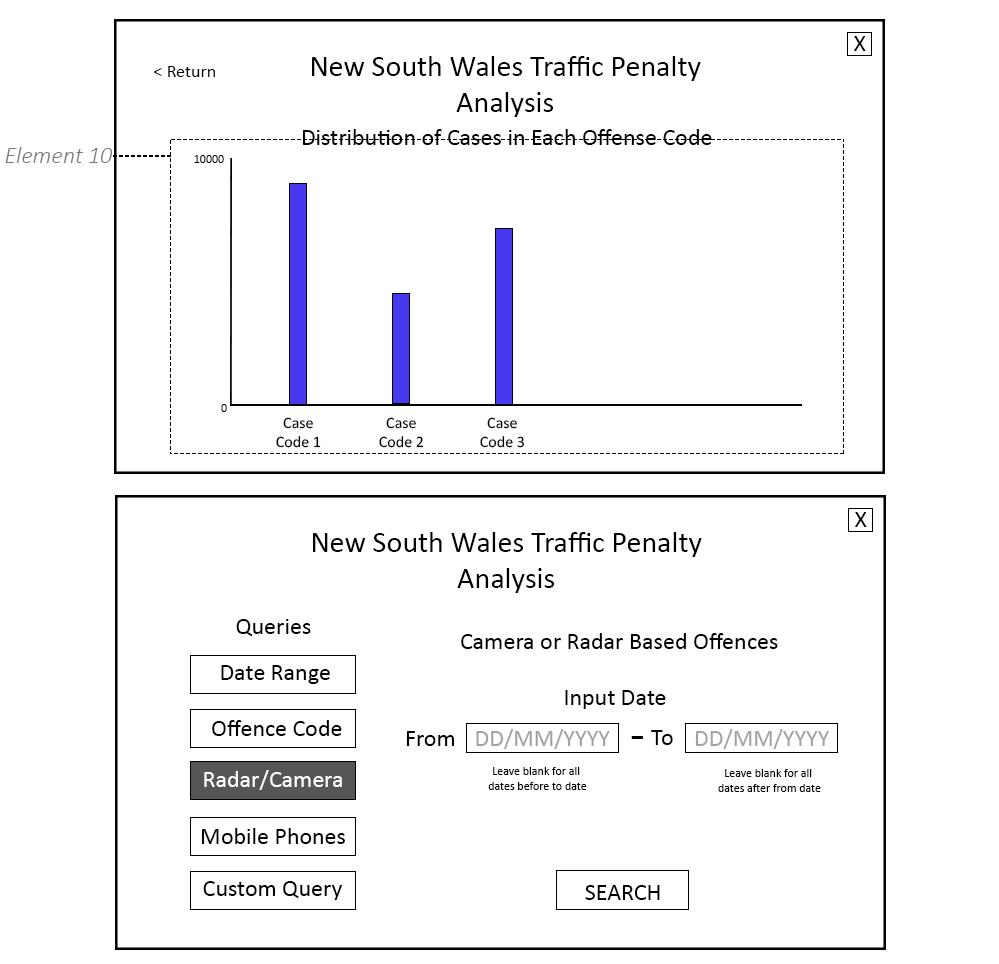 X
< Return
New South Wales Traffic Penalty
Analysis
Distribution of Cases in Each Offense Code
Element 10
10000
0
Case
Code 1
Case
Code 2
Case
Code 3
X
New South Wales Traffic Penalty
Analysis
Queries
Date Range
Offence Code
Radar/Camera
Mobile Phones
Custom Query
Camera or Radar Based Offences
Input Date
From DD/MM/YYYY – To DD/MM/YYYY
Leave blank for all
dates before to date
Leave blank for all
dates after from date
SEARCH